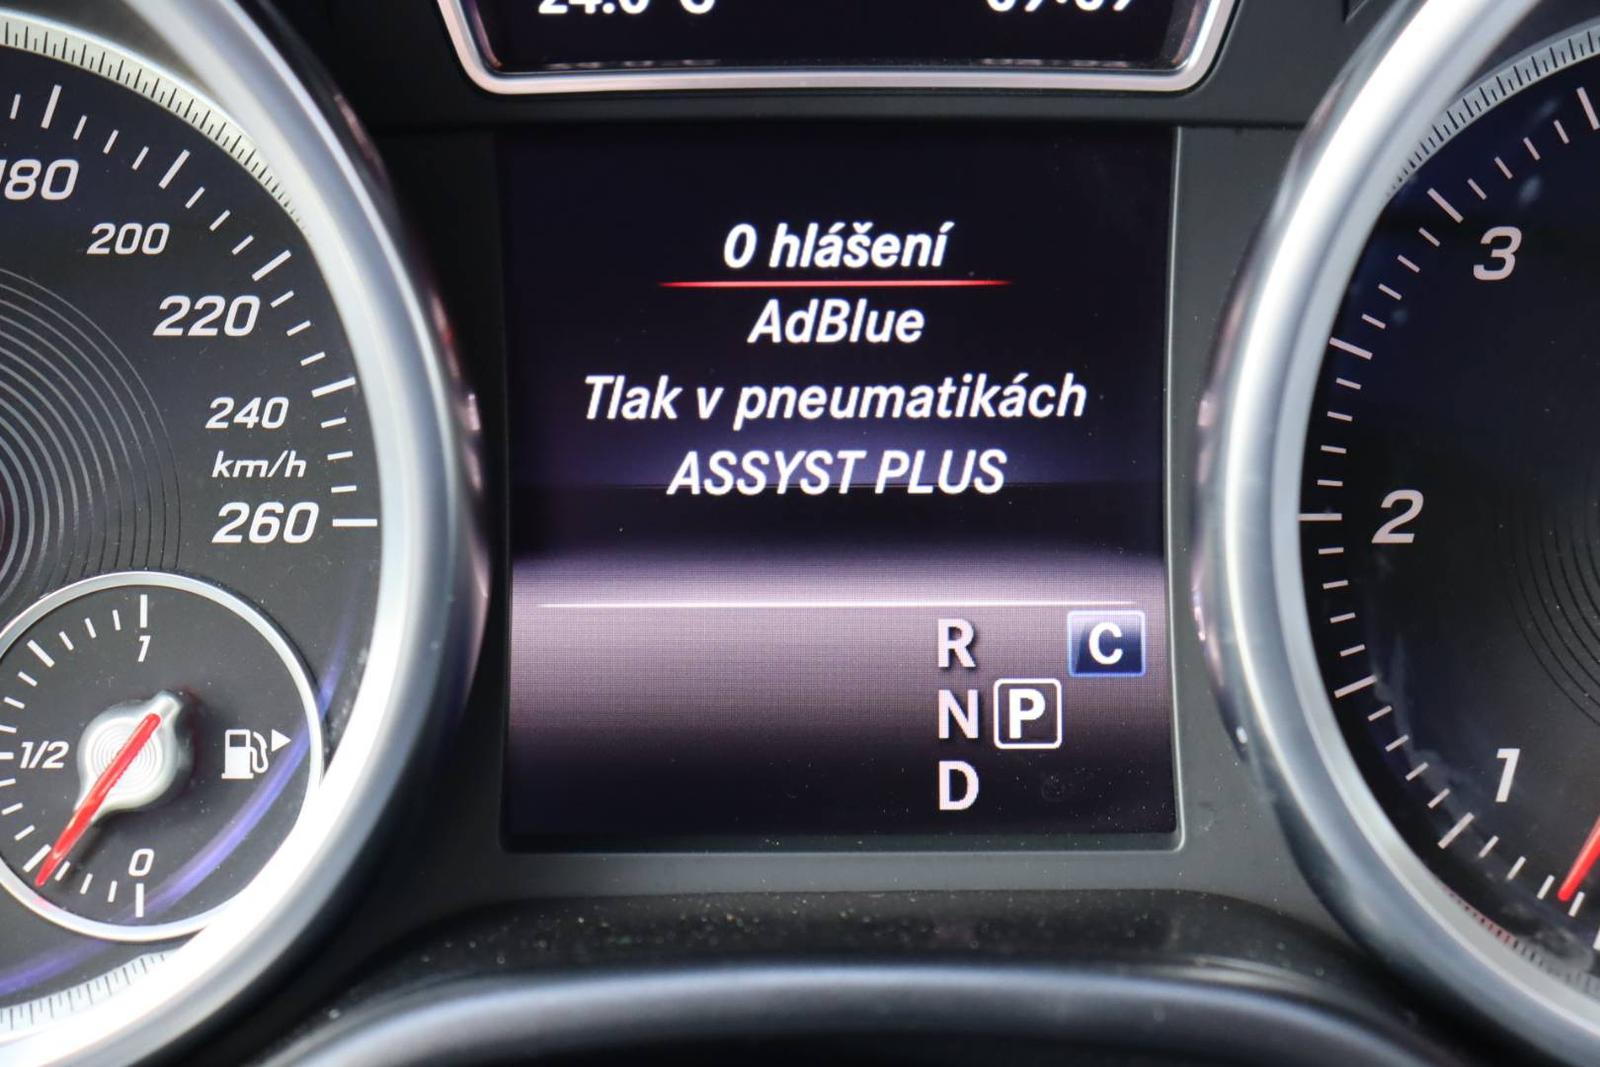 0 hlášení
AdBlue
Tlak v pneumatikách
ASSYST PLUS
R
C
N P
D
180
200
220
240
km/h
260
1
1/2
0
3
2
1